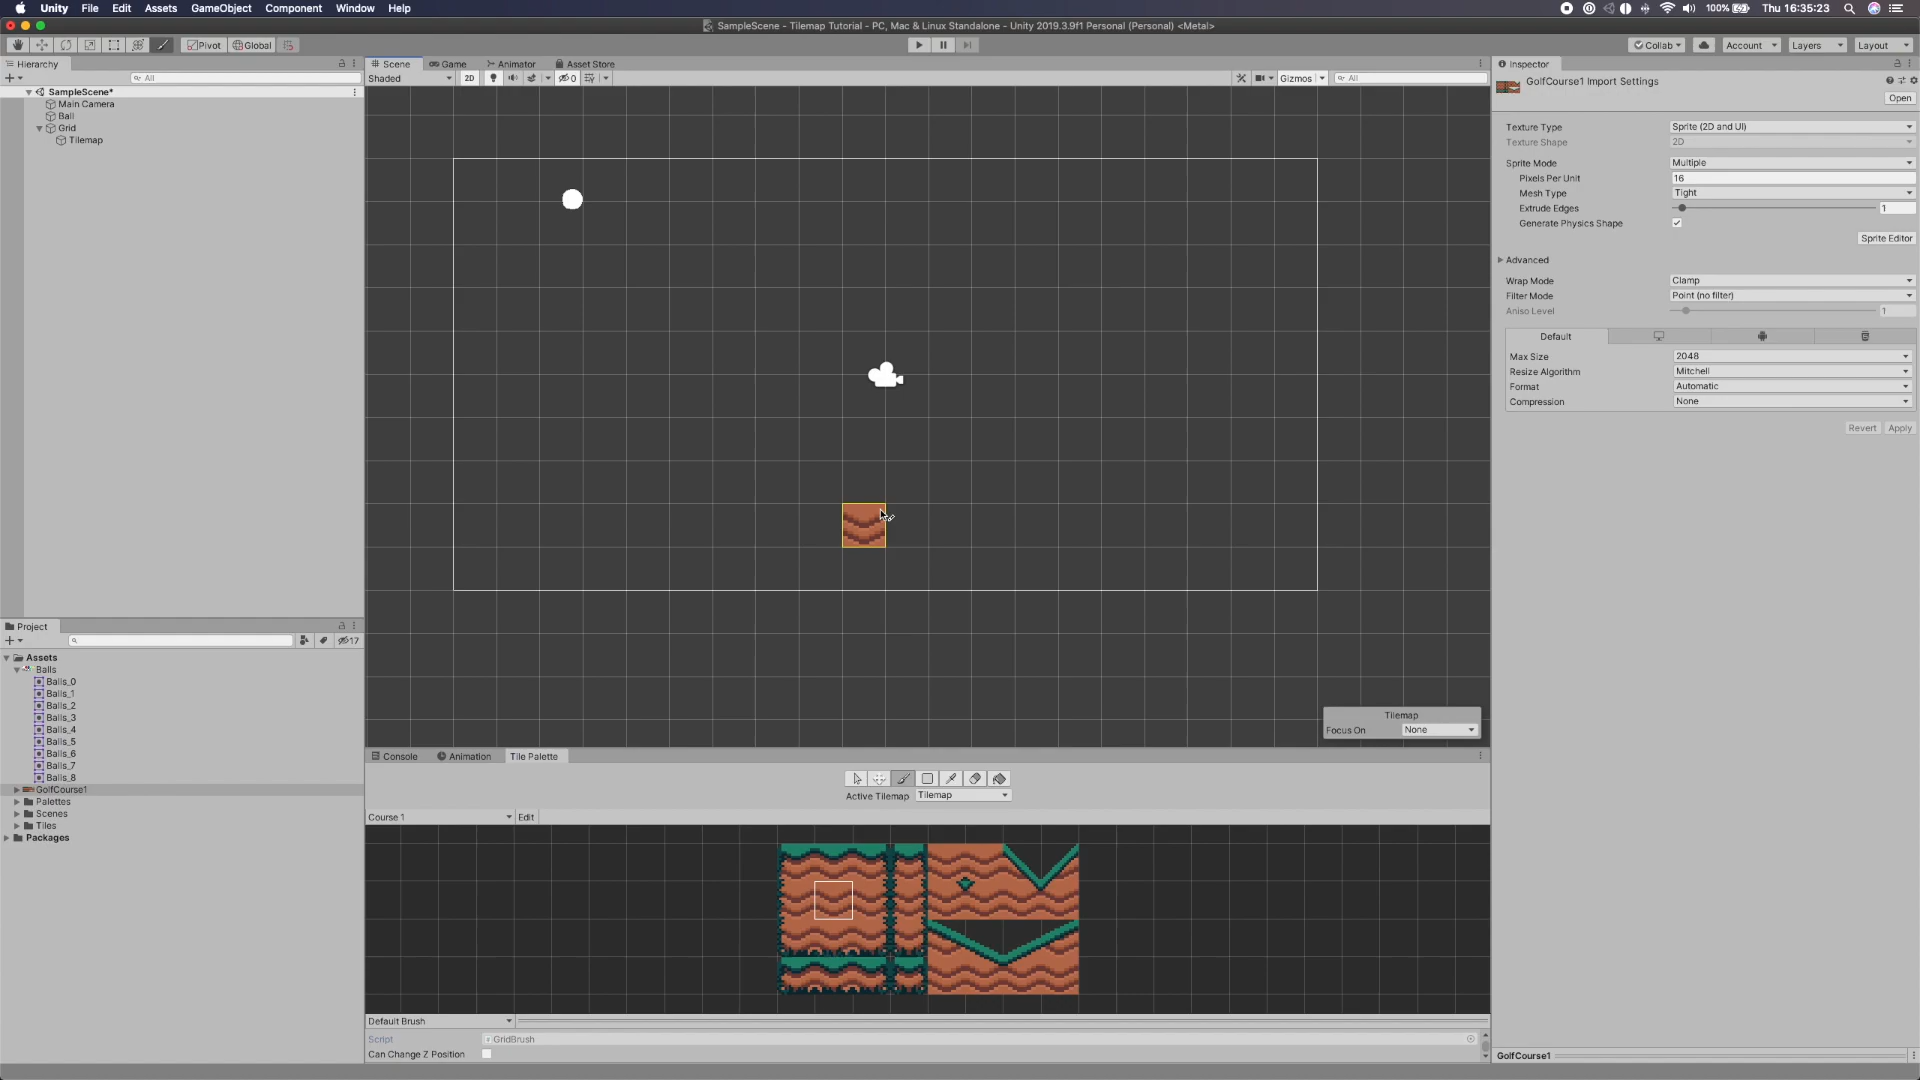 Unity File Edit Assets GameObject Component Window Help
100% Thu 16:35:23
SampleScene - Tilemap Tutorial - PC, Mac & Linux Standalone - Unity 2019.3.9f1 Personal (Personal) <Metal>
Pivot Global
Collab Account Layers Layout
Hierarchy
All
SampleScene*
Main Camera
Ball
Grid
Tilemap
Scene Game Animator Asset Store
Shaded 2D 0 Gizmos All
Tilemap
Focus On None
Project
17
Assets
Balls
Balls_0
Balls_1
Balls_2
Balls_3
Balls_4
Balls_5
Balls_6
Balls_7
Balls_8
GolfCourse1
Palettes
Scenes
Tiles
Packages
Console Animation Tile Palette
Active Tilemap Tilemap
Course 1 Edit
Default Brush
Script GridBrush
Can Change Z Position
Inspector
GolfCourse1 Import Settings
Open
Texture Type Sprite (2D and UI)
Texture Shape 2D
Sprite Mode Multiple
Pixels Per Unit 16
Mesh Type Tight
Extrude Edges 1
Generate Physics Shape
Sprite Editor
Advanced
Wrap Mode Clamp
Filter Mode Point (no filter)
Aniso Level 1
Default
Max Size 2048
Resize Algorithm Mitchell
Format Automatic
Compression None
Revert Apply
GolfCourse1